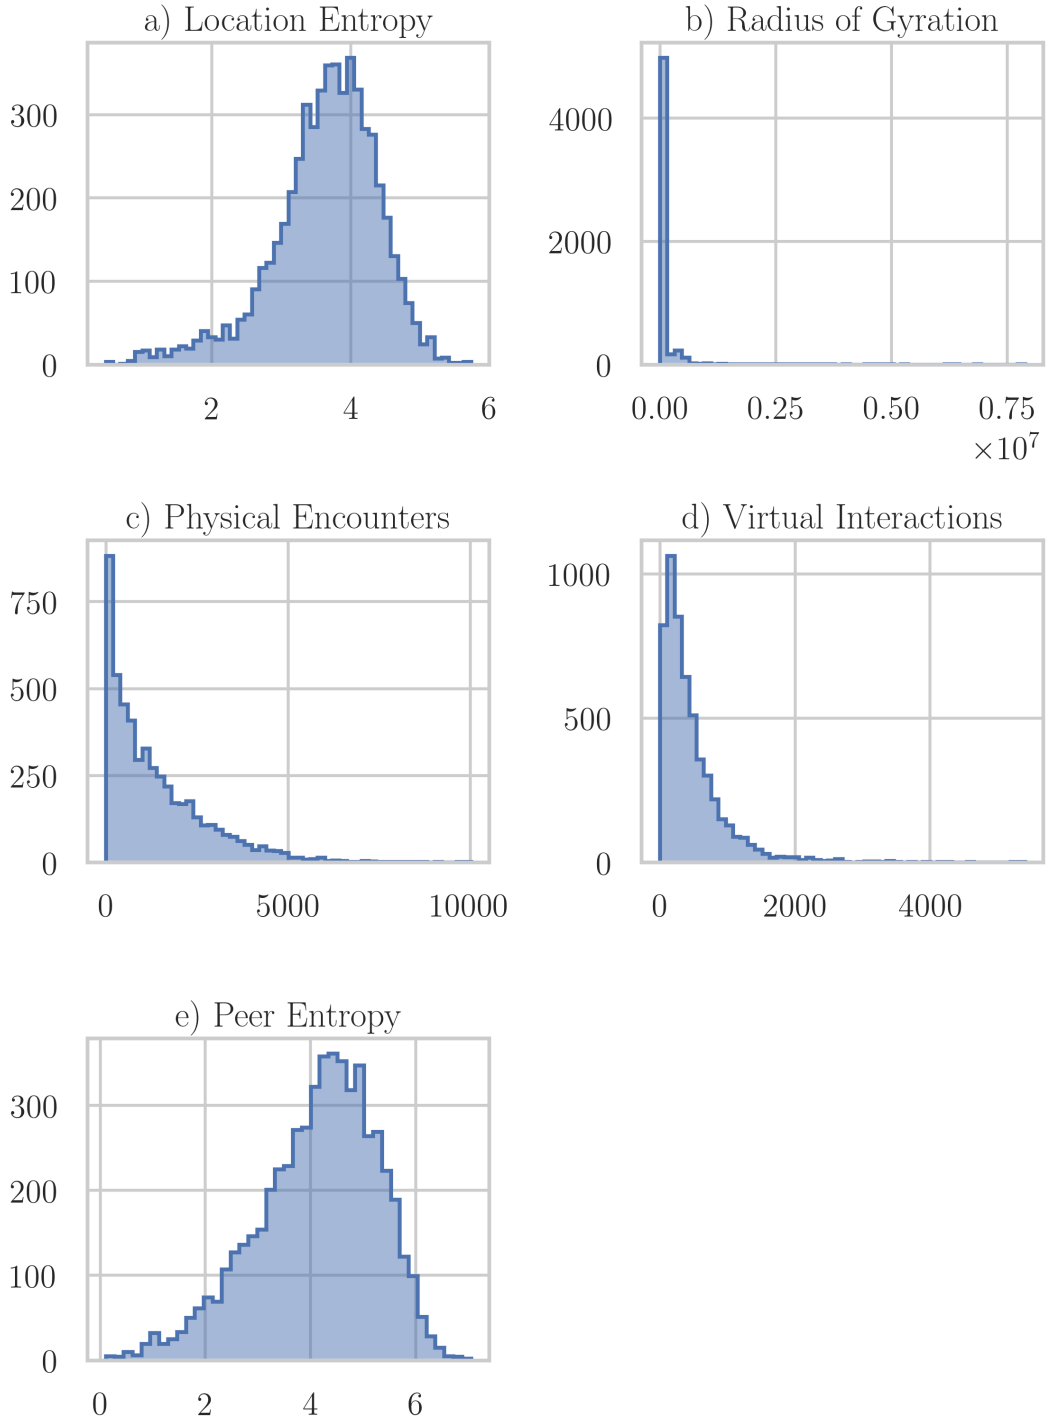 a) Location Entropy
300
200
100
0
2 4 6
b) Radius of Gyration
4000
2000
0
0.00 0.25 0.50 0.75
×10⁷
c) Physical Encounters
750
500
250
0
0 5000 10000
d) Virtual Interactions
1000
500
0
0 2000 4000
e) Peer Entropy
300
200
100
0
0 2 4 6